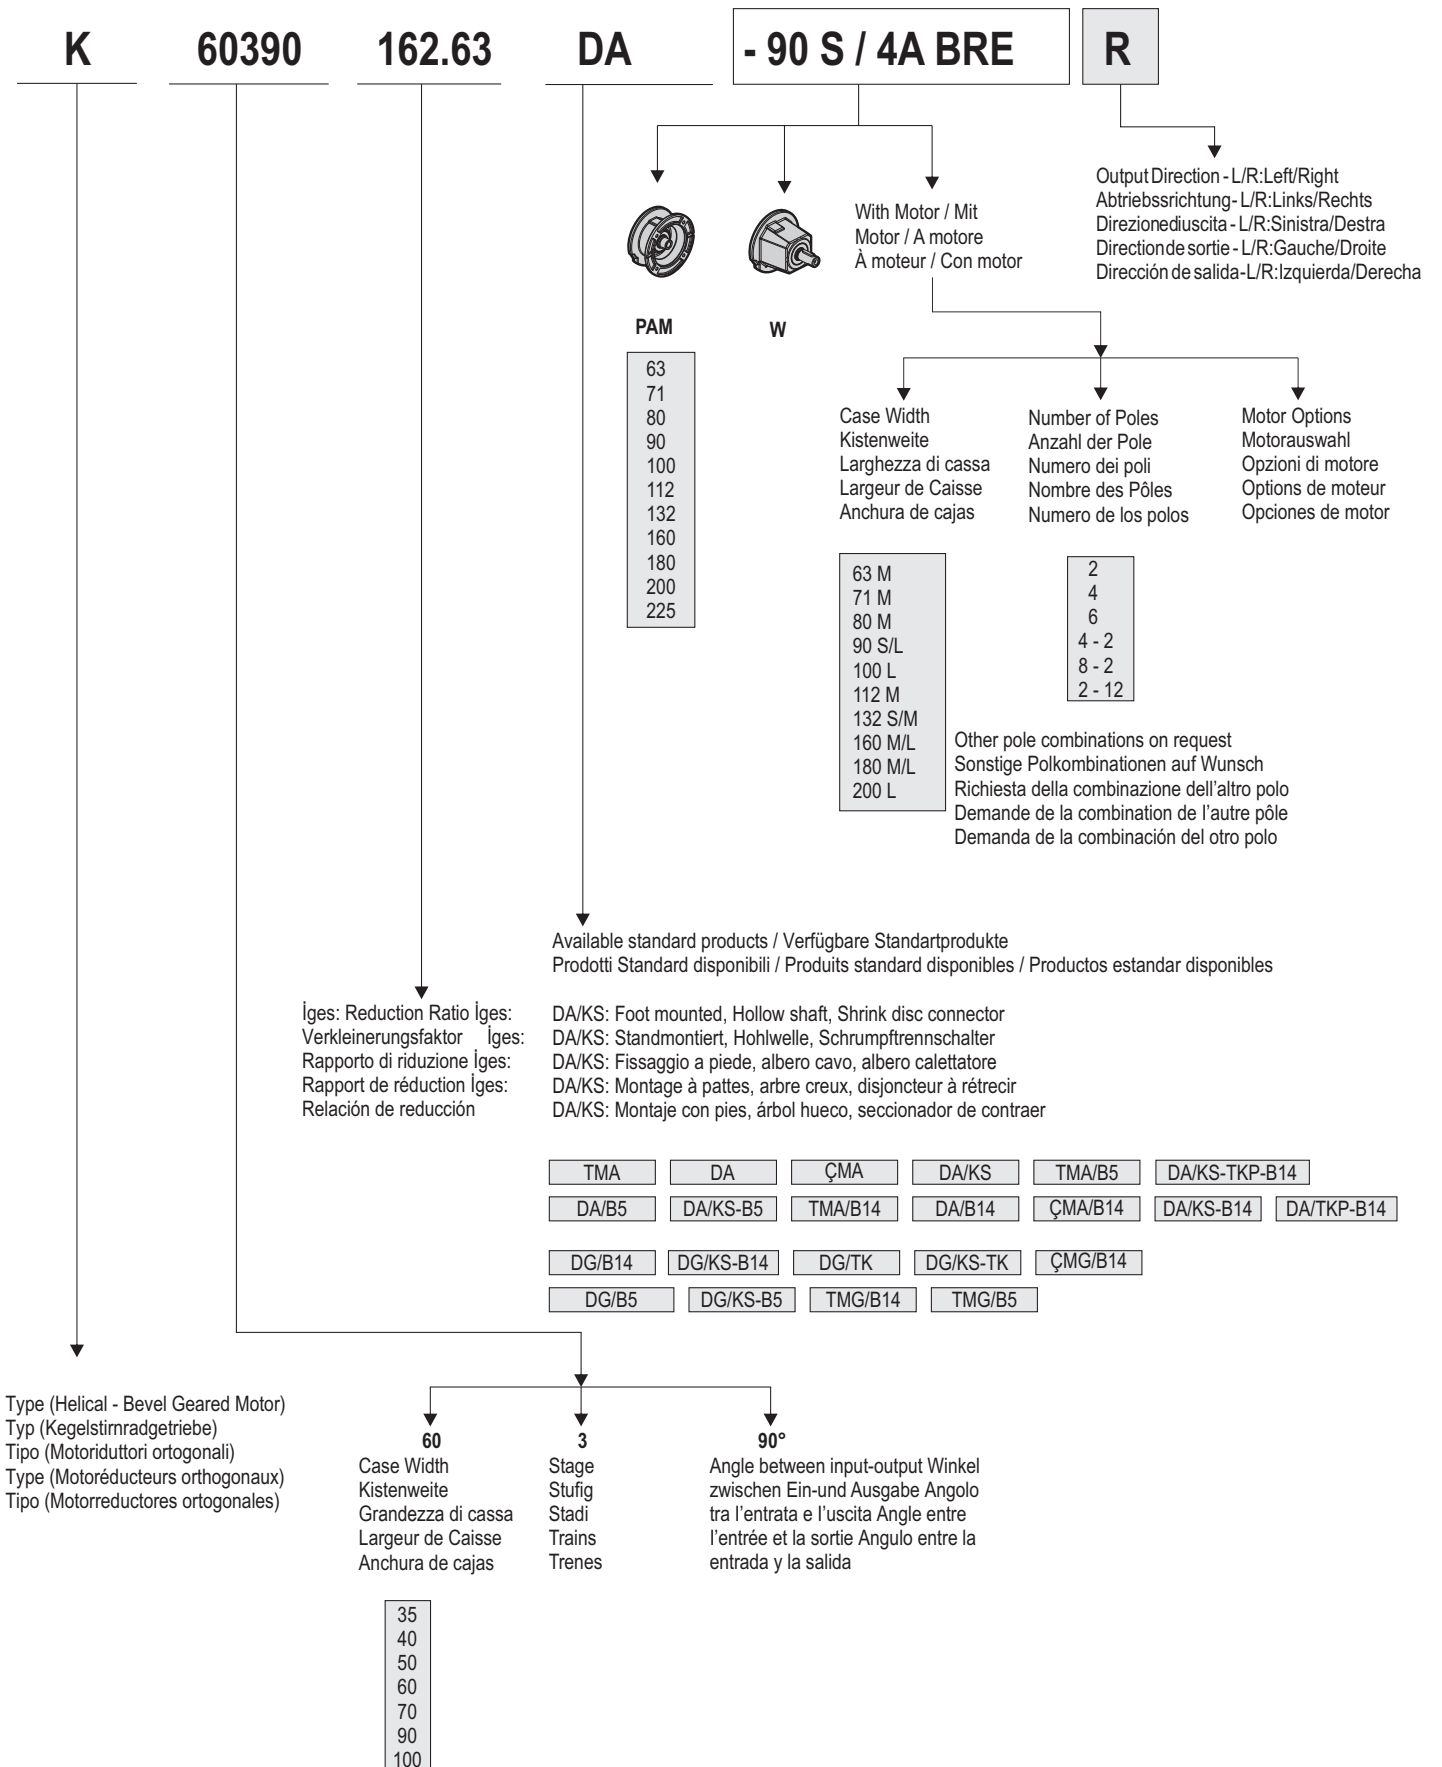 K 60390 162.63 DA - 90 S / 4A BRE R
Output Direction - L/R:Left/Right
Abtriebssrichtung- L/R:Links/Rechts
Direzionediuscita - L/R:Sinistra/Destra
Direction de sortie - L/R:Gauche/Droite
Dirección de salida-L/R:Izquierda/Derecha
With Motor / Mit
Motor / A motore
À moteur / Con motor
PAM
W
63
71
80
90
100
112
132
160
180
200
225
Case Width
Kistenweite
Larghezza di cassa
Largeur de Caisse
Anchura de cajas
Number of Poles
Anzahl der Pole
Numero dei poli
Nombre des Pôles
Numero de los polos
Motor Options
Motorauswahl
Opzioni di motore
Options de moteur
Opciones de motor
63 M
71 M
80 M
90 S/L
100 L
112 M
132 S/M
160 M/L
180 M/L
200 L
2
4
6
4 - 2
8 - 2
2 - 12
Other pole combinations on request
Sonstige Polkombinationen auf Wunsch
Richiesta della combinazione dell'altro polo
Demande de la combination de l'autre pôle
Demanda de la combinación del otro polo
Available standard products / Verfügbare Standartprodukte
Prodotti Standard disponibili / Produits standard disponibles / Productos estandar disponibles
İges: Reduction Ratio İges:
Verkleinerungsfaktor İges:
Rapporto di riduzione İges:
Rapport de réduction İges:
Relación de reducción
DA/KS: Foot mounted, Hollow shaft, Shrink disc connector
DA/KS: Standmontiert, Hohlwelle, Schrumpftrennschalter
DA/KS: Fissaggio a piede, albero cavo, albero calettatore
DA/KS: Montage à pattes, arbre creux, disjoncteur à rétrecir
DA/KS: Montaje con pies, árbol hueco, seccionador de contraer
TMA DA ÇMA DA/KS TMA/B5 DA/KS-TKP-B14
DA/B5 DA/KS-B5 TMA/B14 DA/B14 ÇMA/B14 DA/KS-B14 DA/TKP-B14
DG/B14 DG/KS-B14 DG/TK DG/KS-TK ÇMG/B14
DG/B5 DG/KS-B5 TMG/B14 TMG/B5
Type (Helical - Bevel Geared Motor)
Typ (Kegelstirnradgetriebe)
Tipo (Motoriduttori ortogonali)
Type (Motoréducteurs orthogonaux)
Tipo (Motorreductores ortogonales)
60
Case Width
Kistenweite
Grandezza di cassa
Largeur de Caisse
Anchura de cajas
3
Stage
Stufig
Stadi
Trains
Trenes
90°
Angle between input-output Winkel
zwischen Ein-und Ausgabe Angolo
tra l'entrata e l'uscita Angle entre
l'entrée et la sortie Angulo entre la
entrada y la salida
35
40
50
60
70
90
100